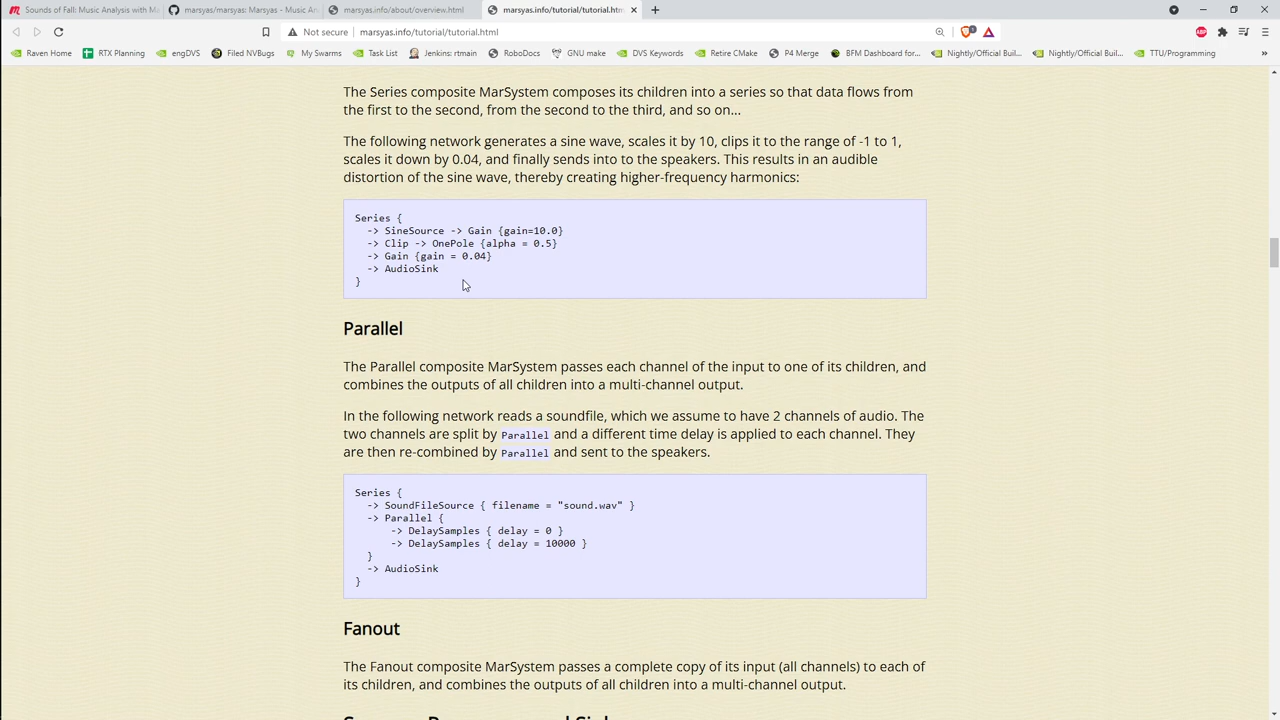 Sounds of Fall: Music Analysis with M
marsyas/marsyas: Marsyas - Music An
marsyas.info/about/overview.html
marsyas.info/tutorial/tutorial.htm
Not secure
marsyas.info/tutorial/tutorial.html
Raven Home
RTX Planning
engDVS
Filed NVBugs
My Swarms
Task List
Jenkins: rtmain
RoboDocs
GNU make
DVS Keywords
Retire CMake
P4 Merge
BFM Dashboard for...
Nightly/Official Buil...
Nightly/Official Buil...
TTU/Programming
The Series composite MarSystem composes its children into a series so that data flows from
the first to the second, from the second to the third, and so on...
The following network generates a sine wave, scales it by 10, clips it to the range of -1 to 1,
scales it down by 0.04, and finally sends into to the speakers. This results in an audible
distortion of the sine wave, thereby creating higher-frequency harmonics:
Series {
-> SineSource -> Gain {gain=10.0}
-> Clip -> OnePole {alpha = 0.5}
-> Gain {gain = 0.04}
-> AudioSink
}
Parallel
The Parallel composite MarSystem passes each channel of the input to one of its children, and
combines the outputs of all children into a multi-channel output.
In the following network reads a soundfile, which we assume to have 2 channels of audio. The
two channels are split by Parallel and a different time delay is applied to each channel. They
are then re-combined by Parallel and sent to the speakers.
Series {
-> SoundFileSource { filename = "sound.wav" }
-> Parallel {
-> DelaySamples { delay = 0 }
-> DelaySamples { delay = 10000 }
}
-> AudioSink
}
Fanout
The Fanout composite MarSystem passes a complete copy of its input (all channels) to each of
its children, and combines the outputs of all children into a multi-channel output.